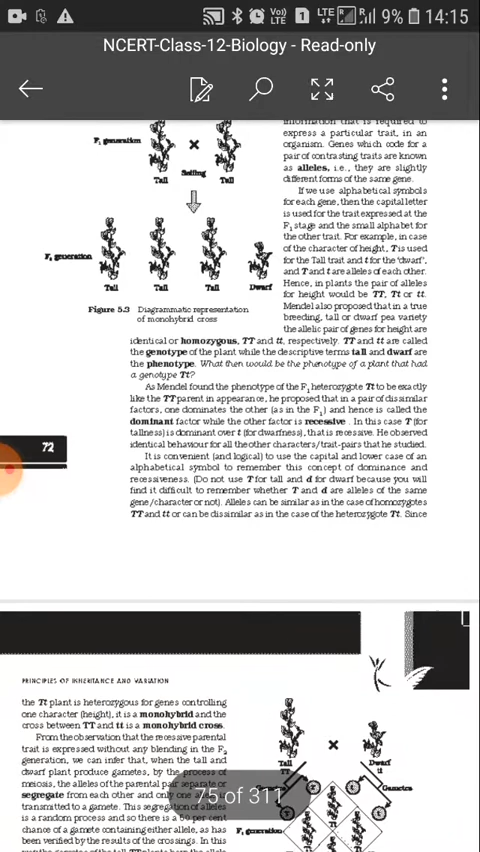 Vo))
LTE
1
LTE
R
R
9%
14:15
NCERT-Class-12-Biology - Read-only
information that is required to
express a particular trait, in an
organism. Genes which code for a
pair of contrasting traits are known
as alleles, i.e., they are slightly
different forms of the same gene.
If we use alphabetical symbols
for each gene, then the capital letter
is used for the trait expressed at the
F1 stage and the small alphabet for
the other trait. For example, in case
of the character of height, T is used
for the Tall trait and t for the 'dwarf',
and T and t are alleles of each other.
Hence, in plants the pair of alleles
for height would be TT, Tt or tt.
Mendel also proposed that in a true
breeding, tall or dwarf pea variety
the allelic pair of genes for height are
F1 generation
Selfing
Tall
Tall
F2 generation
Tall
Tall
Tall
Dwarf
Figure 5.3 Diagrammatic representation
of monohybrid cross
identical or homozygous, TT and tt, respectively. TT and tt are called
the genotype of the plant while the descriptive terms tall and dwarf are
the phenotype. What then would be the phenotype of a plant that had
a genotype Tt?
As Mendel found the phenotype of the F1 heterozygote Tt to be exactly
like the TT parent in appearance, he proposed that in a pair of dissimilar
factors, one dominates the other (as in the F1) and hence is called the
dominant factor while the other factor is recessive . In this case T (for
tallness) is dominant over t (for dwarfness), that is recessive. He observed
identical behaviour for all the other characters/trait-pairs that he studied.
It is convenient (and logical) to use the capital and lower case of an
alphabetical symbol to remember this concept of dominance and
recessiveness. (Do not use T for tall and d for dwarf because you will
find it difficult to remember whether T and d are alleles of the same
gene/character or not). Alleles can be similar as in the case of homozygotes
TT and tt or can be dissimilar as in the case of the heterozygote Tt. Since
72
PRINCIPLES OF INHERITANCE AND VARIATION
the Tt plant is heterozygous for genes controlling
one character (height), it is a monohybrid and the
cross between TT and tt is a monohybrid cross.
From the observation that the recessive parental
trait is expressed without any blending in the F2
generation, we can infer that, when the tall and
dwarf plant produce gametes, by the process of
meiosis, the alleles of the parental pair separate or
segregate from each other and only one allele is
transmitted to a gamete. This segregation of alleles
is a random process and so there is a 50 per cent
chance of a gamete containing either allele, as has
been verified by the results of the crossings. In this
Tall
TT
Dwarf
tt
Gametes
F1 generation
75 of 311